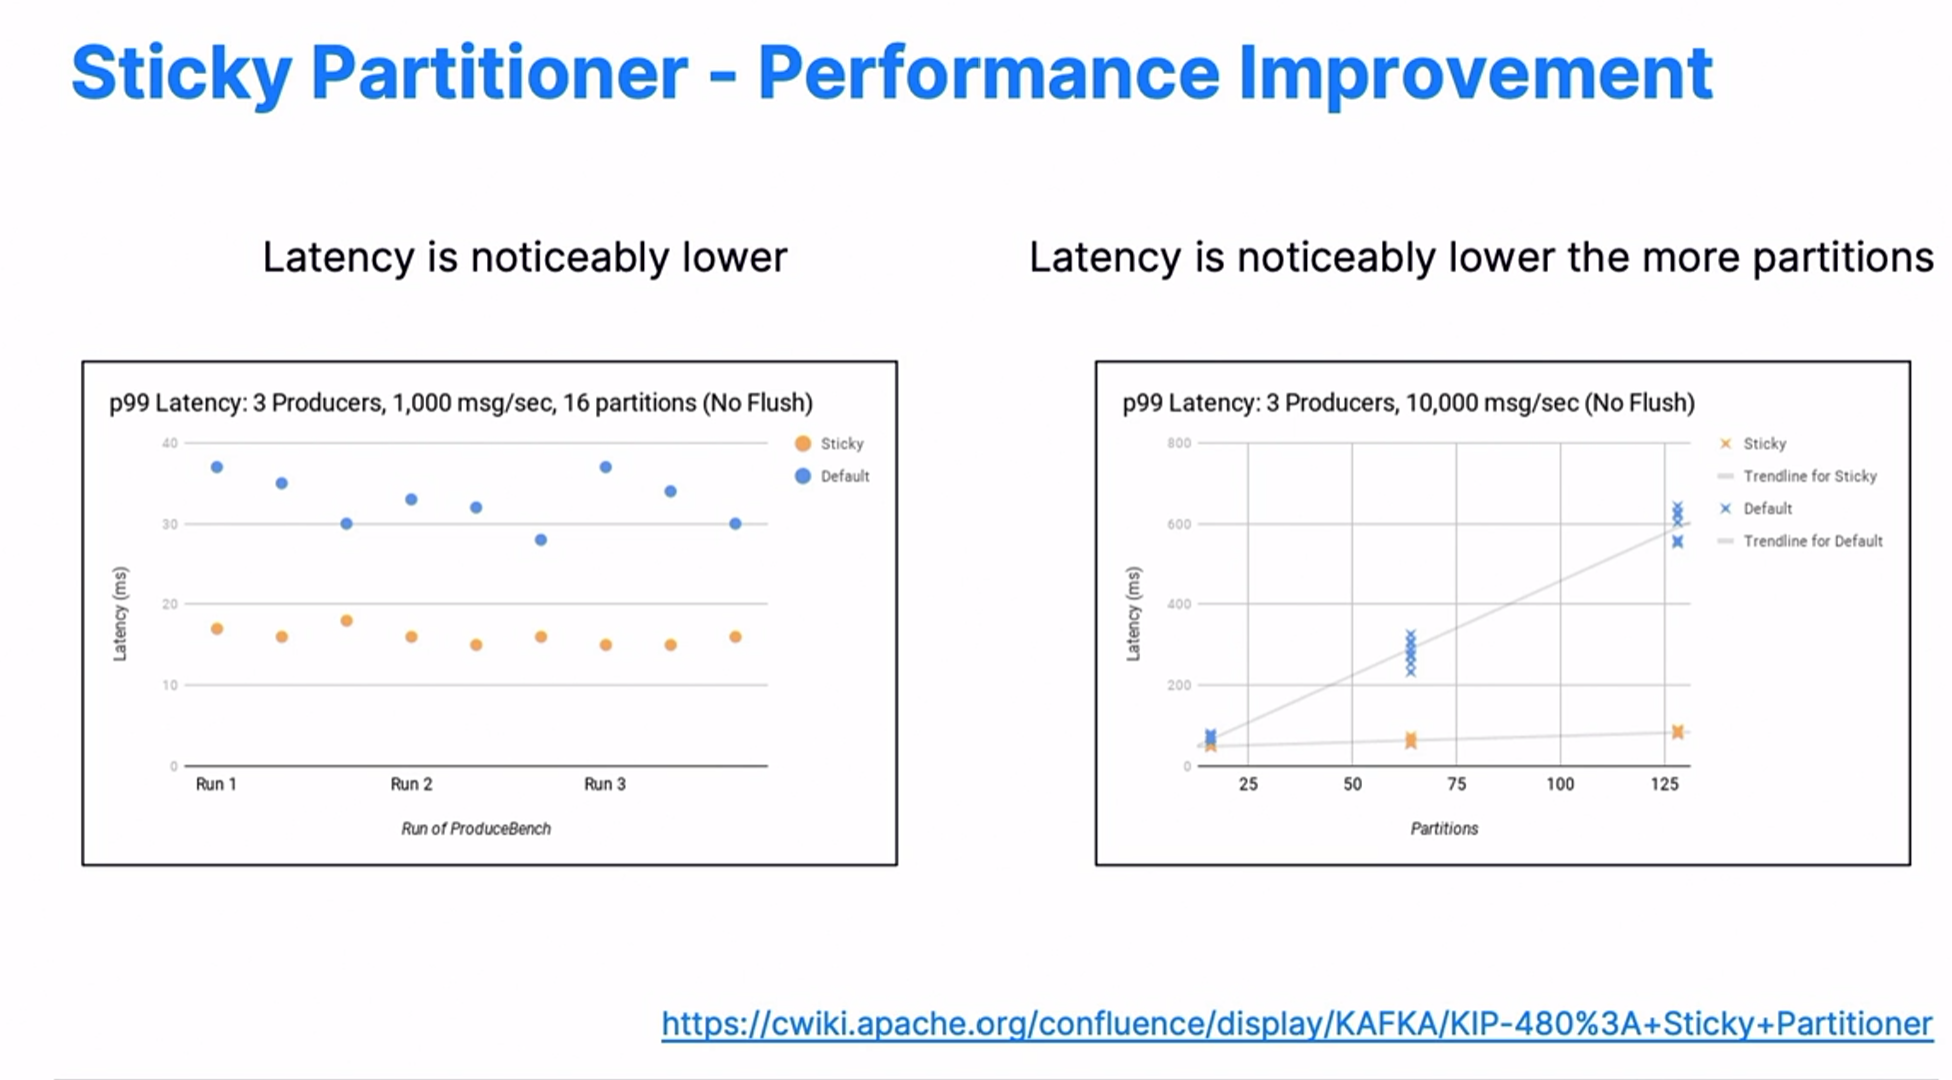 Sticky Partitioner - Performance Improvement
Latency is noticeably lower
Latency is noticeably lower the more partitions
p99 Latency: 3 Producers, 1,000 msg/sec, 16 partitions (No Flush)
Sticky
Default
40
30
20
10
0
Latency (ms)
Run 1
Run 2
Run 3
Run of ProduceBench
p99 Latency: 3 Producers, 10,000 msg/sec (No Flush)
Sticky
Trendline for Sticky
Default
Trendline for Default
800
600
400
200
0
Latency (ms)
25
50
75
100
125
Partitions
https://cwiki.apache.org/confluence/display/KAFKA/KIP-480%3A+Sticky+Partitioner